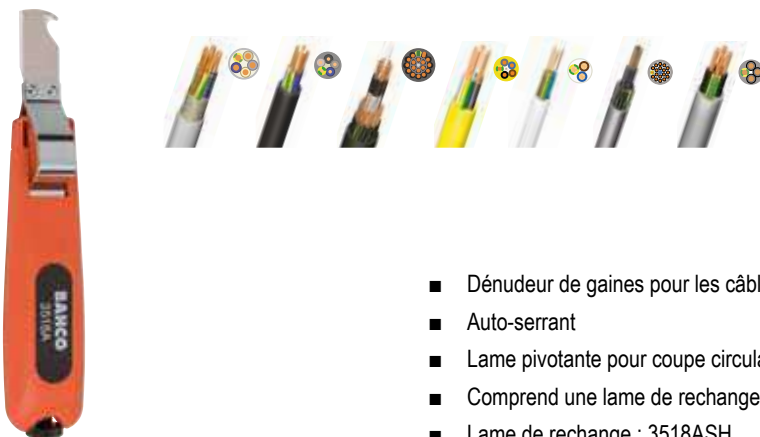 BAHCO
3518A
■ Dénudeur de gaines pour les câbl
■ Auto-serrant
■ Lame pivotante pour coupe circula
■ Comprend une lame de rechange
■ Lame de rechange : 3518ASH